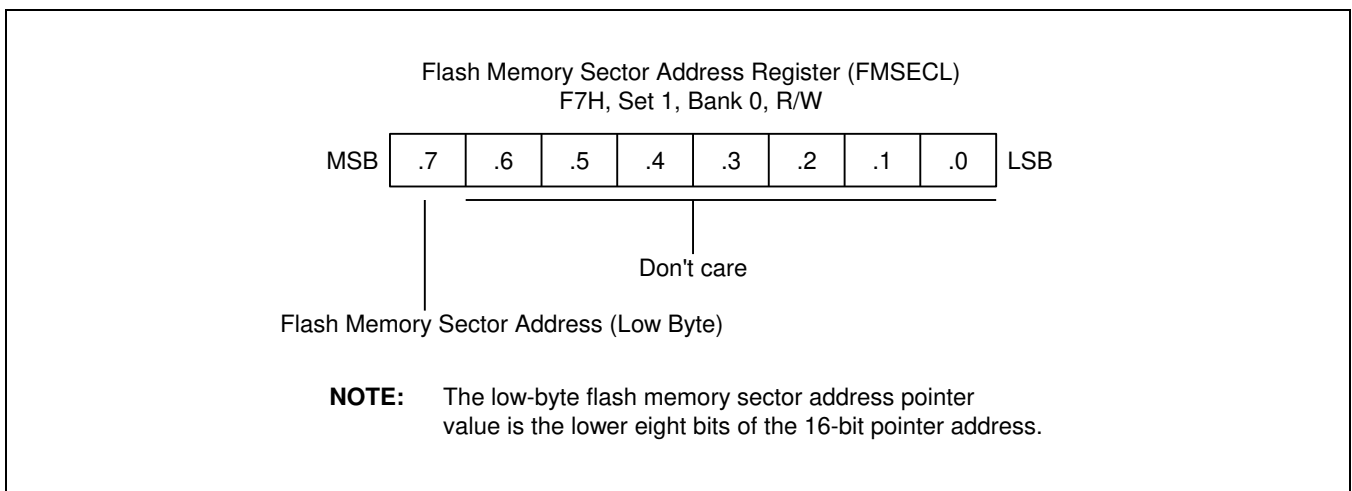 Flash Memory Sector Address Register (FMSECL)
F7H, Set 1, Bank 0, R/W
MSB .7 .6 .5 .4 .3 .2 .1 .0 LSB
Don't care
Flash Memory Sector Address (Low Byte)
NOTE: The low-byte flash memory sector address pointer
value is the lower eight bits of the 16-bit pointer address.